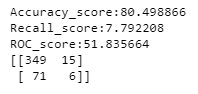 Accuracy_score:80.498866
Recall_score:7.792208
ROC_score:51.835664
[[349  15]
 [ 71   6]]